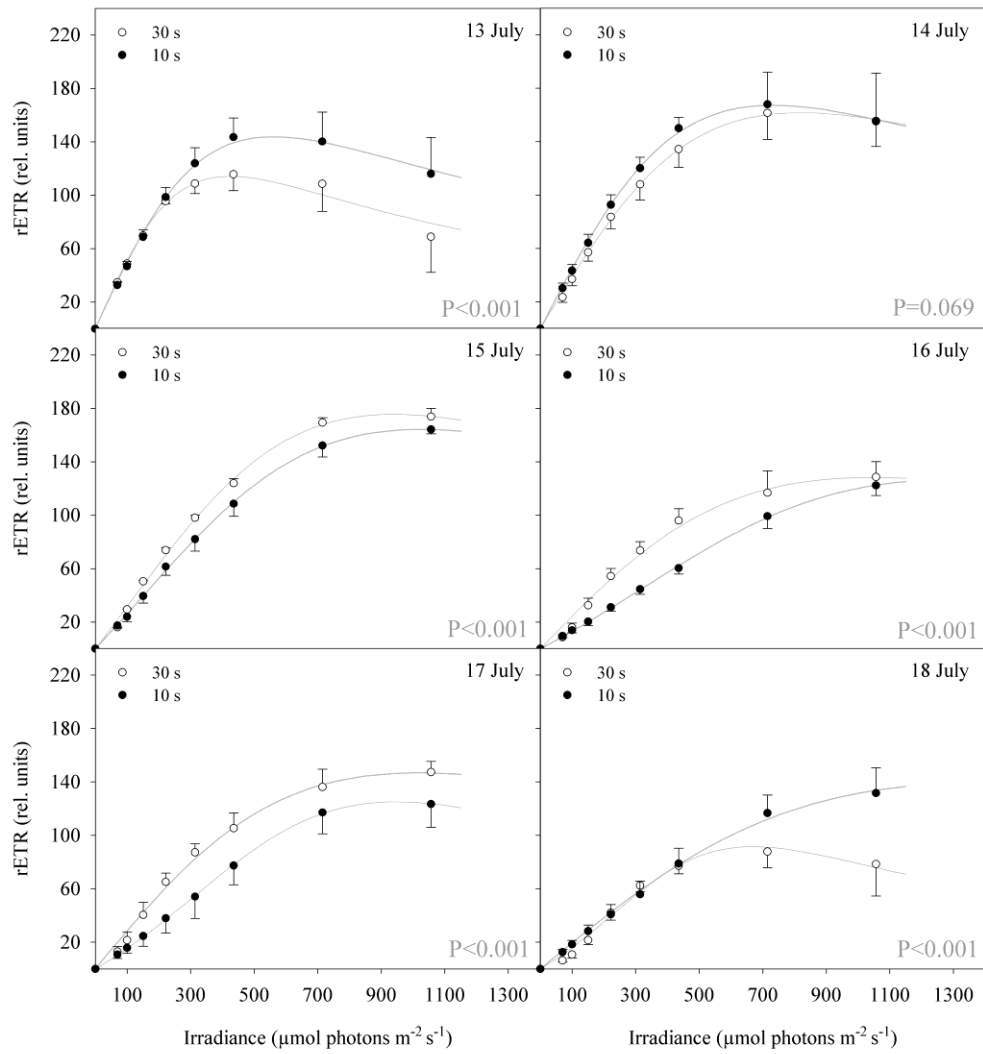 30 s
10 s
13 July
220
180
140
100
60
20
rETR (rel. units)
P<0.001
30 s
10 s
14 July
P=0.069
30 s
10 s
15 July
220
180
140
100
60
20
rETR (rel. units)
P<0.001
30 s
10 s
16 July
P<0.001
30 s
10 s
17 July
220
180
140
100
60
20
rETR (rel. units)
P<0.001
30 s
10 s
18 July
P<0.001
100 300 500 700 900 1100
100 300 500 700 900 1100 1300
Irradiance (µmol photons m⁻² s⁻¹)
Irradiance (µmol photons m⁻² s⁻¹)